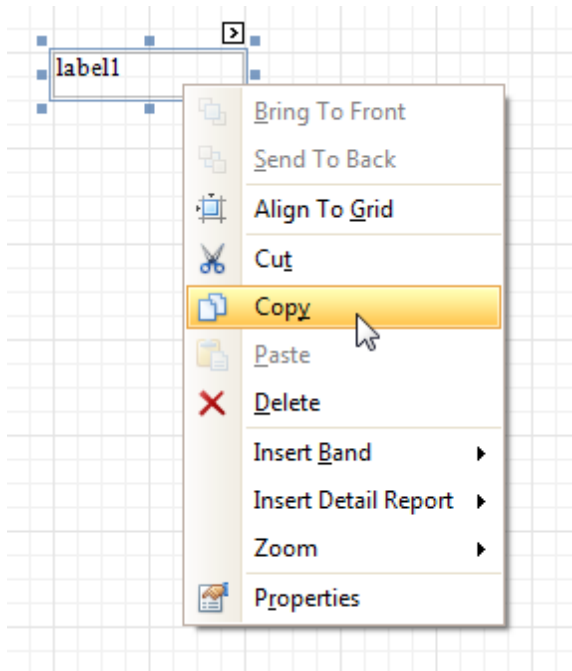 label1
Bring To Front
Send To Back
Align To Grid
Cut
Copy
Paste
Delete
Insert Band
Insert Detail Report
Zoom
Properties